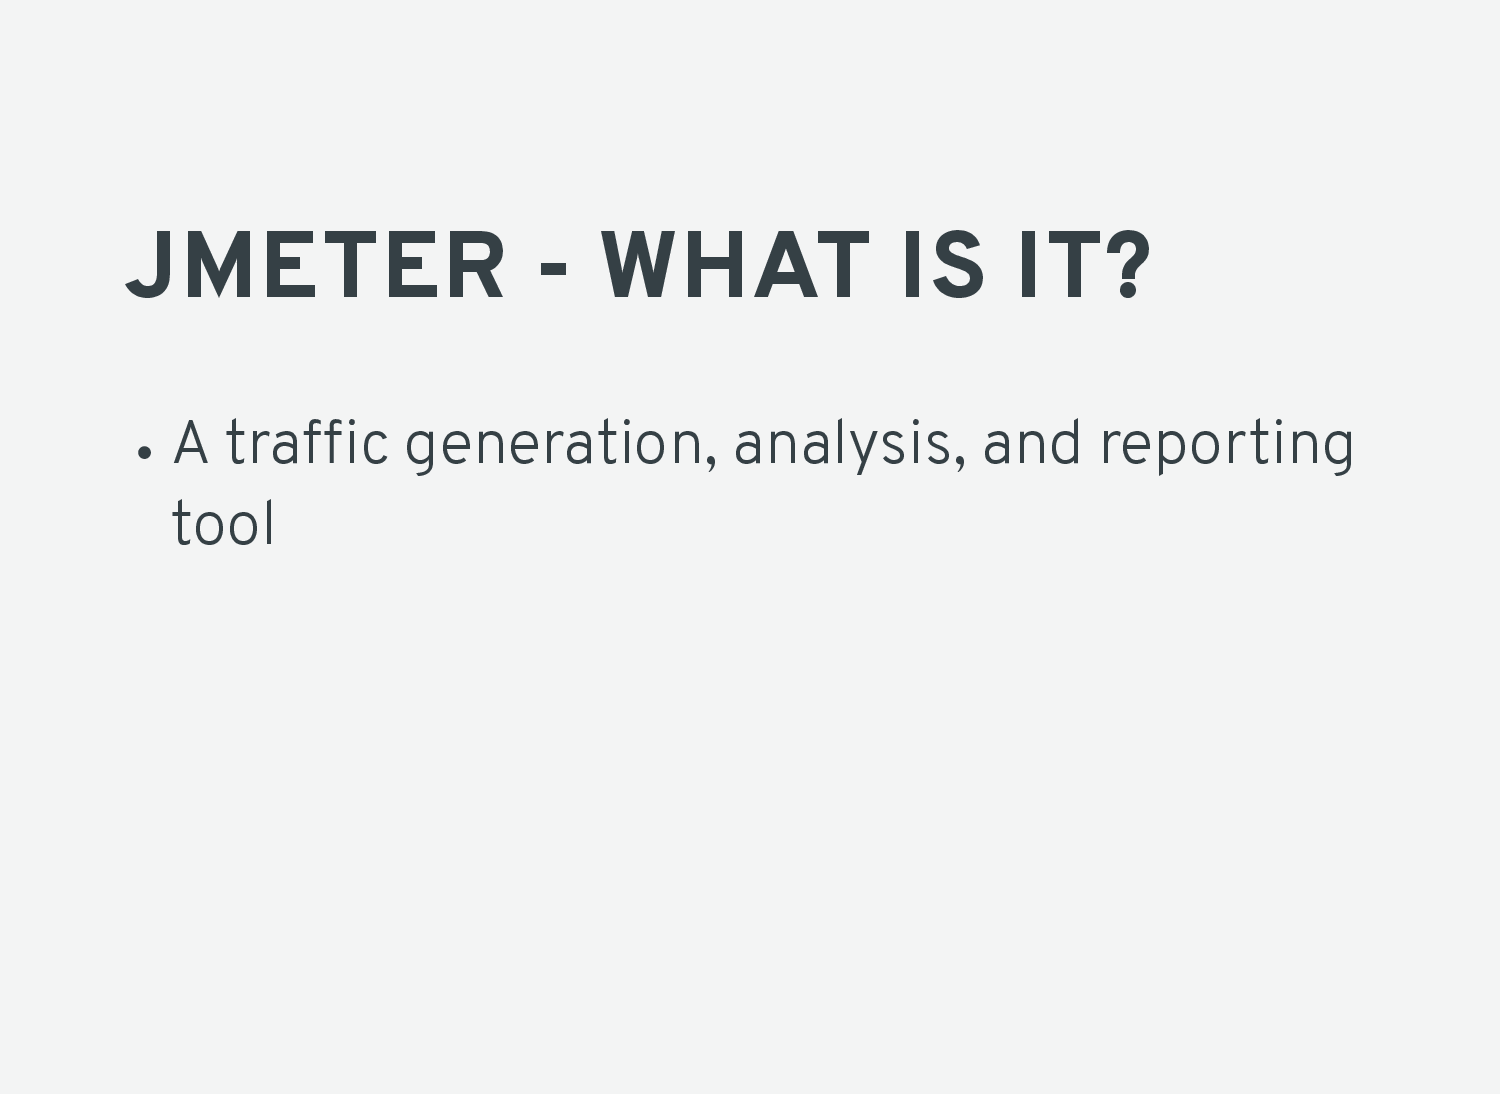 JMETER - WHAT IS IT?
• A traffic generation, analysis, and reporting
tool